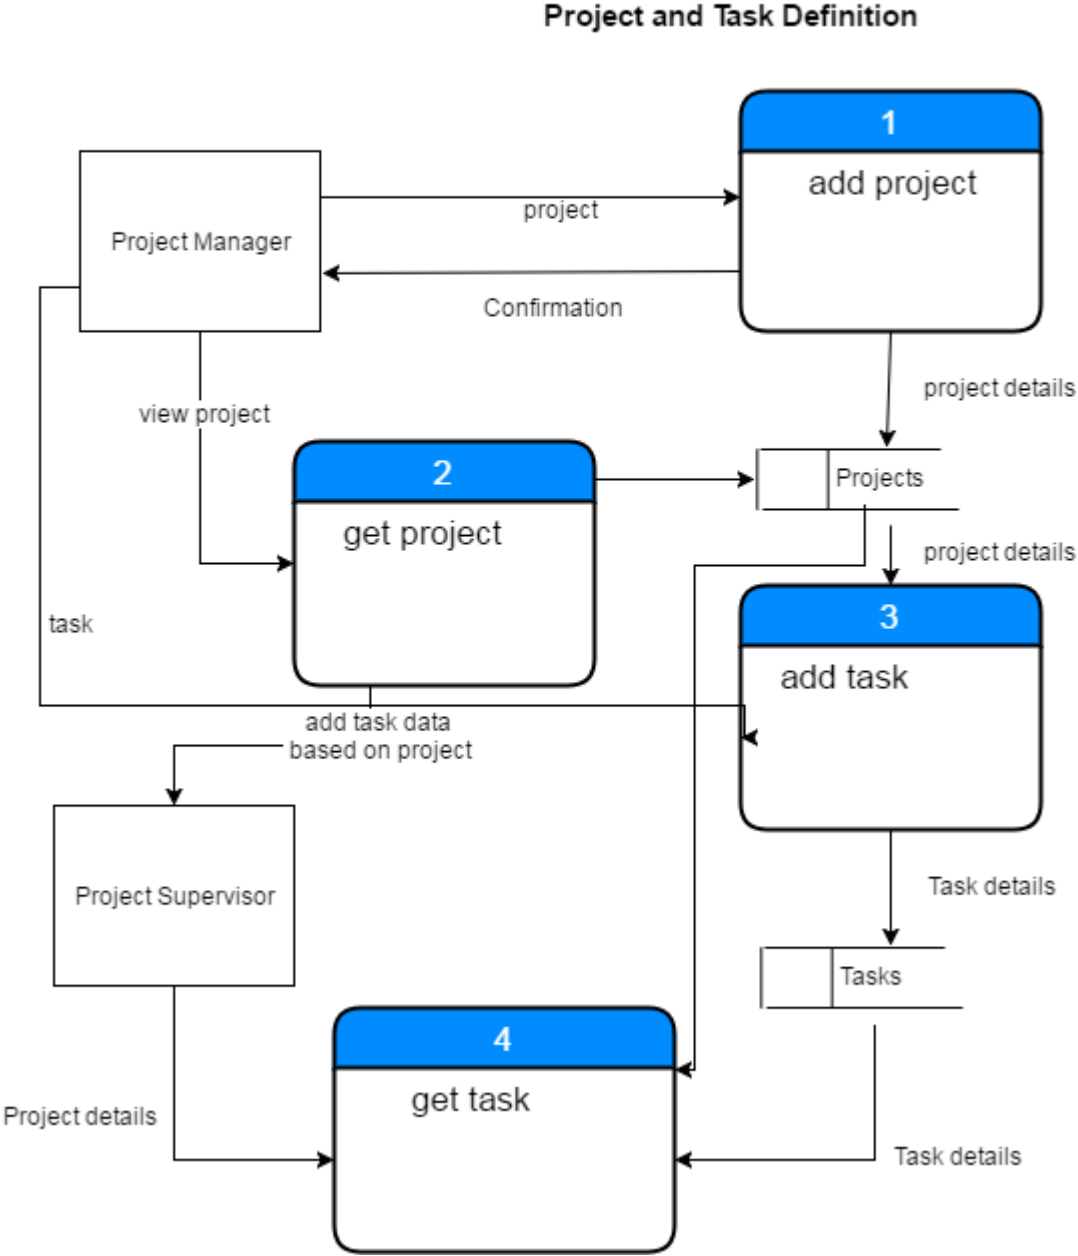 Project and Task Definition
1
add project
project
Project Manager
Confirmation
project details
view project
2
get project
Projects
project details
3
add task
task
add task data
based on project
Project Supervisor
Task details
Tasks
4
get task
Project details
Task details